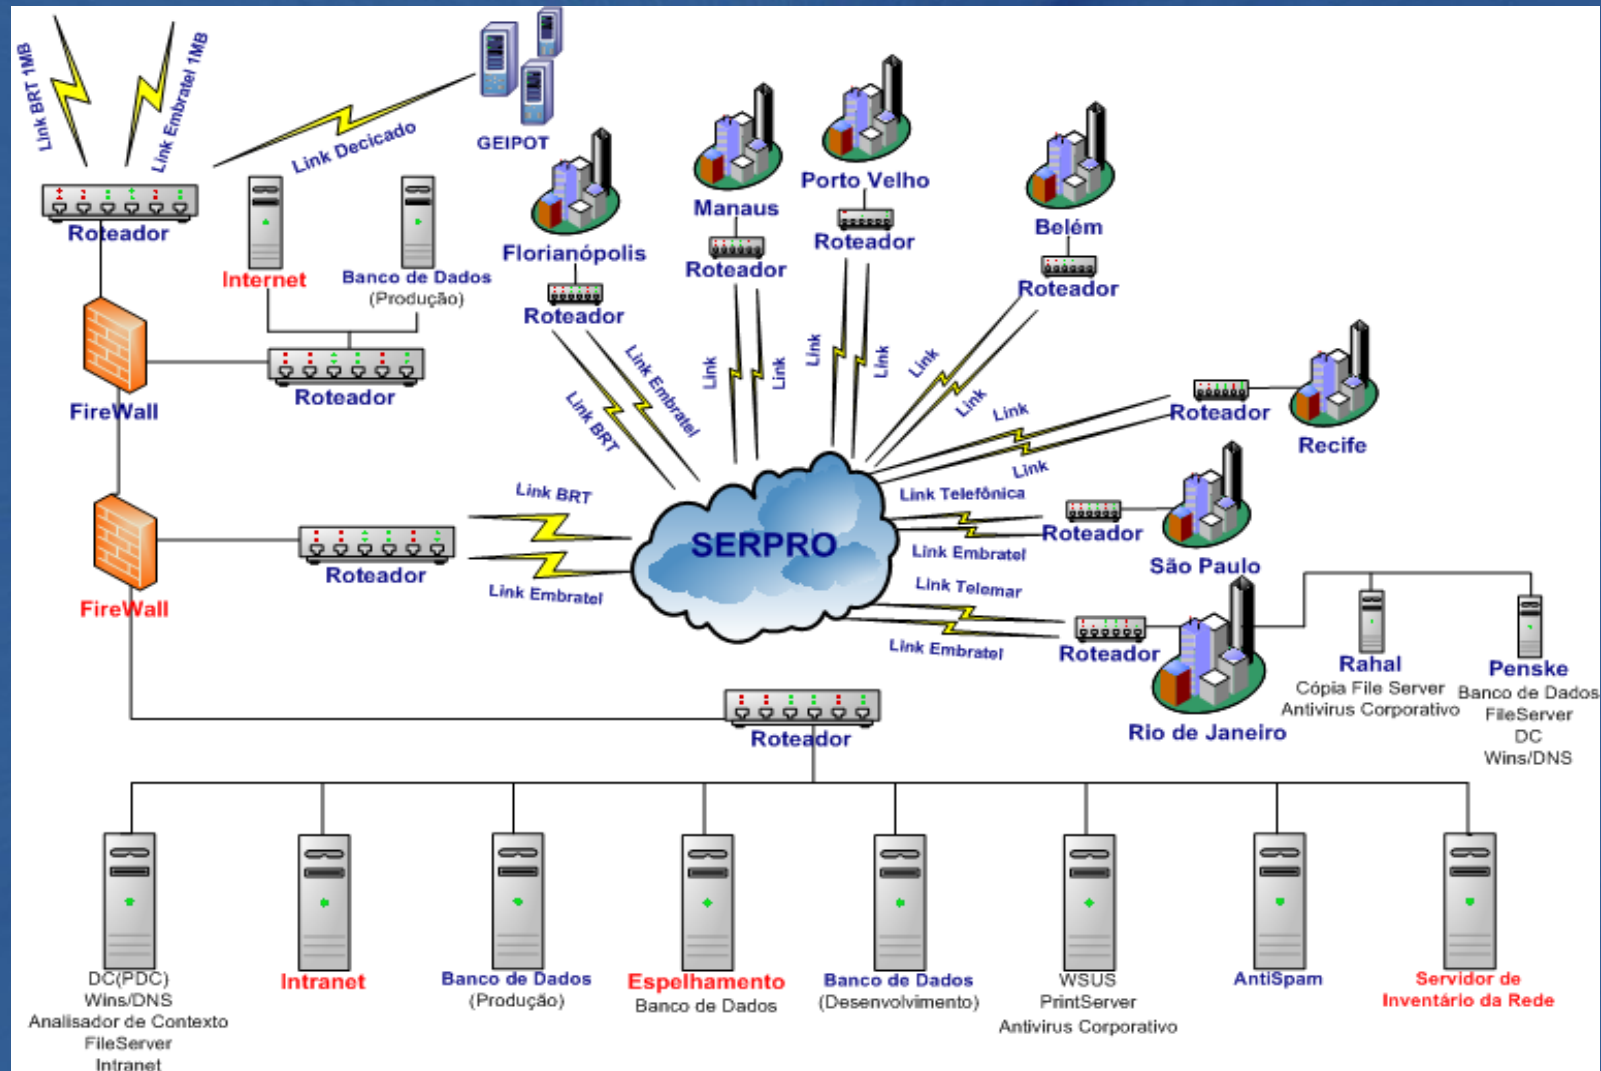 Link BRT 1MB
Link Embratel 1MB
Link Decicado
GEIPOT
Roteador
Internet
Banco de Dados
(Produção)
Roteador
FireWall
FireWall
Roteador
Florianópolis
Roteador
Link Embratel
Link BRT
Manaus
Roteador
Link
Link
Porto Velho
Roteador
Link
Link
Belém
Roteador
Link
Link
Roteador
Recife
Link
Link
Link BRT
Link Embratel
SERPRO
Link Telefônica
Link Embratel
Roteador
São Paulo
Link Telemar
Link Embratel
Roteador
Rio de Janeiro
Rahal
Cópia File Server
Antivirus Corporativo
Penske
Banco de Dados
FileServer
DC
Wins/DNS
Roteador
DC(PDC)
Wins/DNS
Analisador de Contexto
FileServer
Intranet
Intranet
Banco de Dados
(Produção)
Espelhamento
Banco de Dados
Banco de Dados
(Desenvolvimento)
WSUS
PrintServer
Antivirus Corporativo
AntiSpam
Servidor de
Inventário da Rede